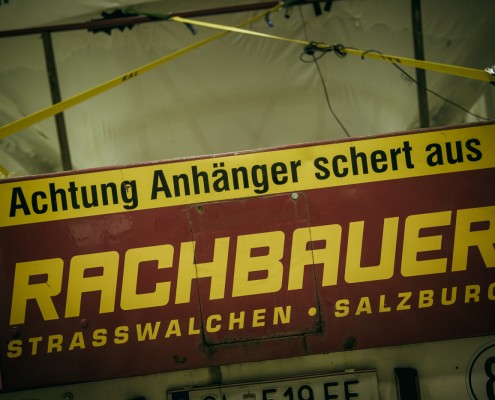 Achtung Anhänger schert aus
RACHBAUER
STRASSWALCHEN • SALZBURG